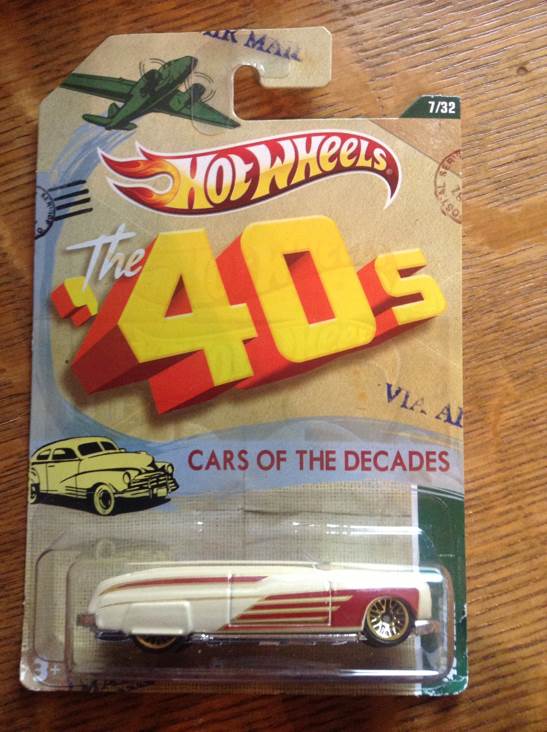 AIR MAIL
7/32
HOT WHEELS
The
'40s
VIA AI
CARS OF THE DECADES
3+